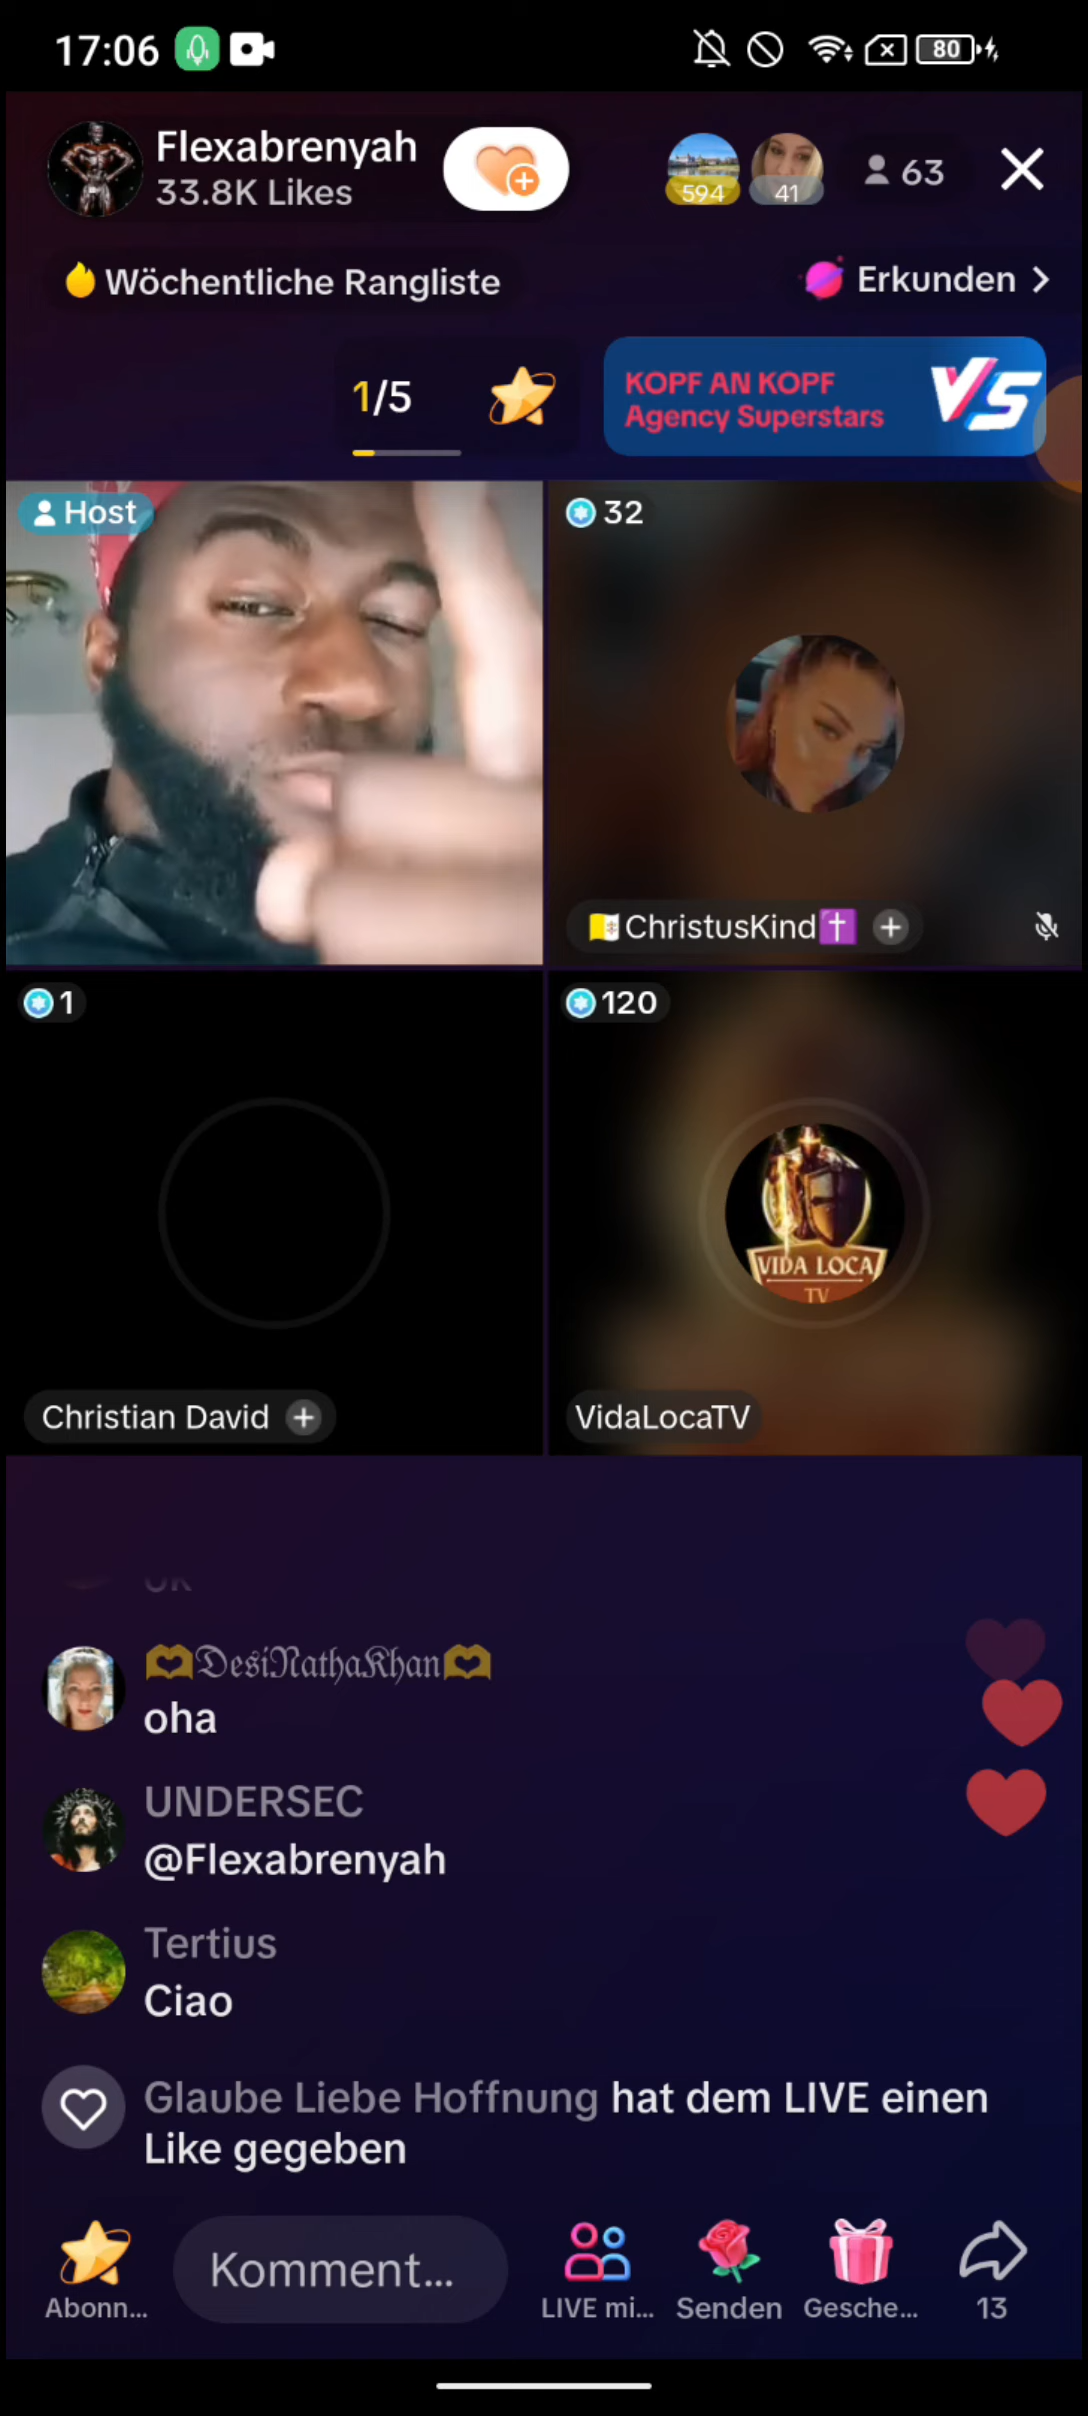 17:06
80
Flexabrenyah
33.8K Likes
594
41
63
Wöchentliche Rangliste
Erkunden
1/5
KOPF AN KOPF
Agency Superstars
VS
Host
32
ChristusKind
1
120
VIDA LOCA
TV
Christian David
VidaLocaTV
DesiNathaKhan
oha
UNDERSEC
@Flexabrenyah
Tertius
Ciao
Glaube Liebe Hoffnung hat dem LIVE einen
Like gegeben
Komment...
Abonn...
LIVE mi...
Senden
Gesche...
13